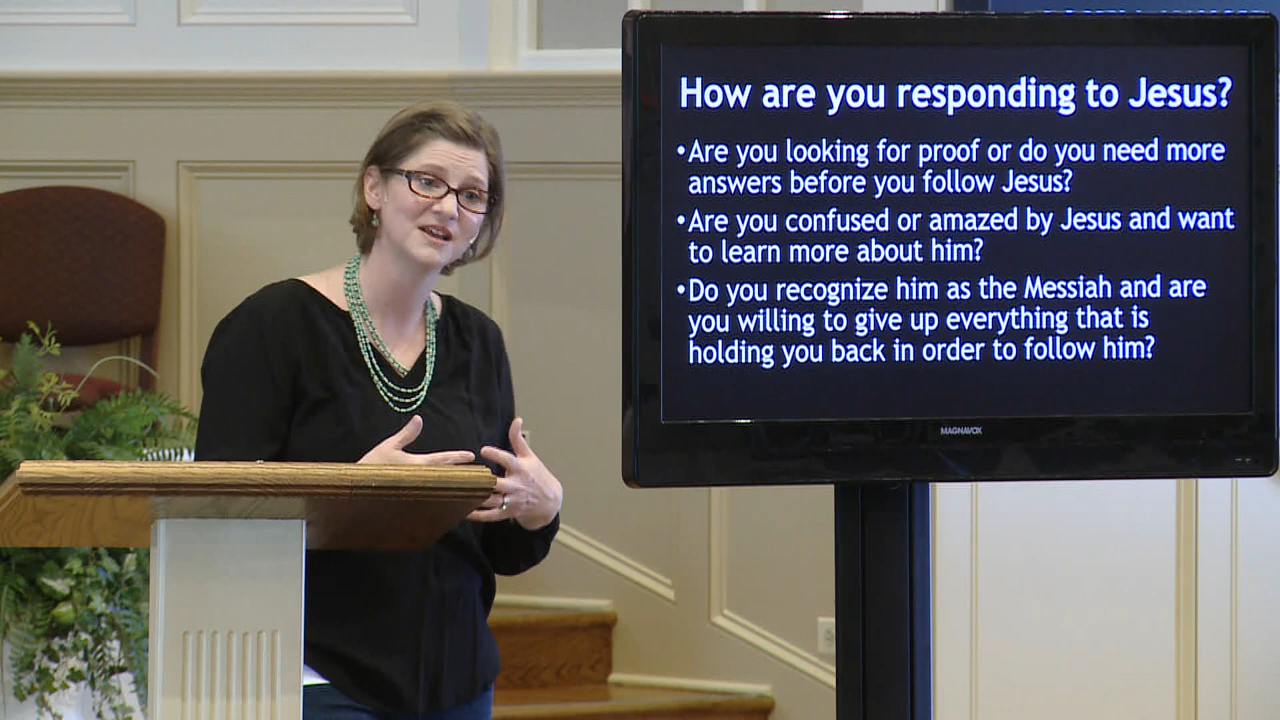 How are you responding to Jesus?
•Are you looking for proof or do you need more
answers before you follow Jesus?
•Are you confused or amazed by Jesus and want
to learn more about him?
•Do you recognize him as the Messiah and are
you willing to give up everything that is
holding you back in order to follow him?
MAGNAVOX